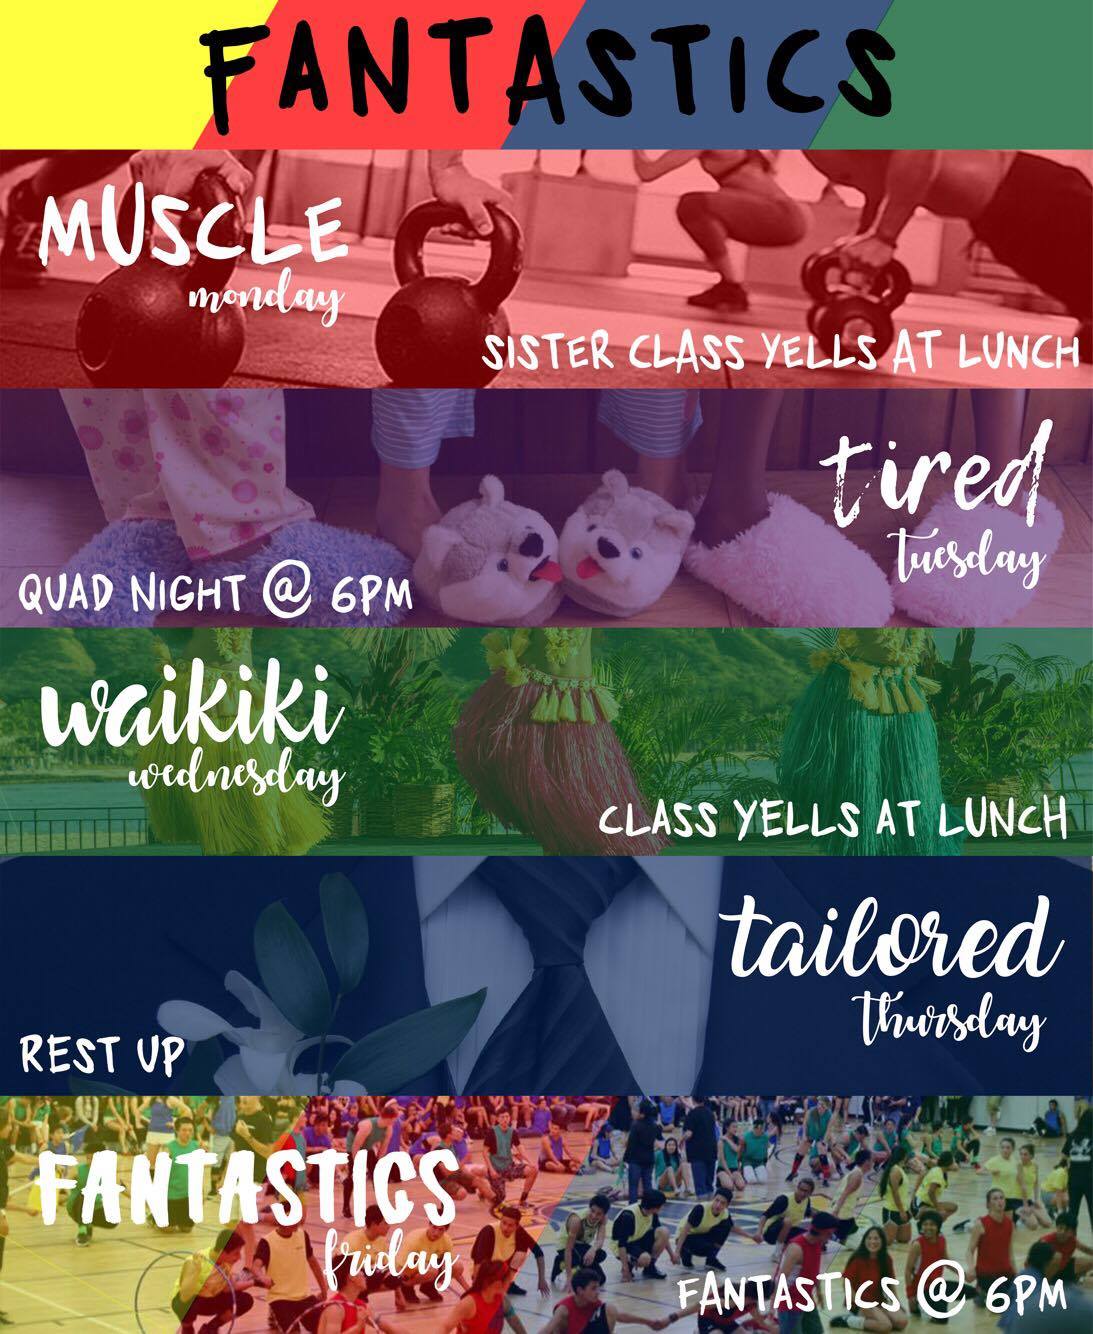 FANTASTICS
MUSCLE
monday
SISTER CLASS YELLS AT LUNCH
tired
tuesday
QUAD NIGHT @ 6PM
waikiki
wednesday
CLASS YELLS AT LUNCH
tailored
thursday
REST UP
FANTASTICS
friday
FANTASTICS @ 6PM